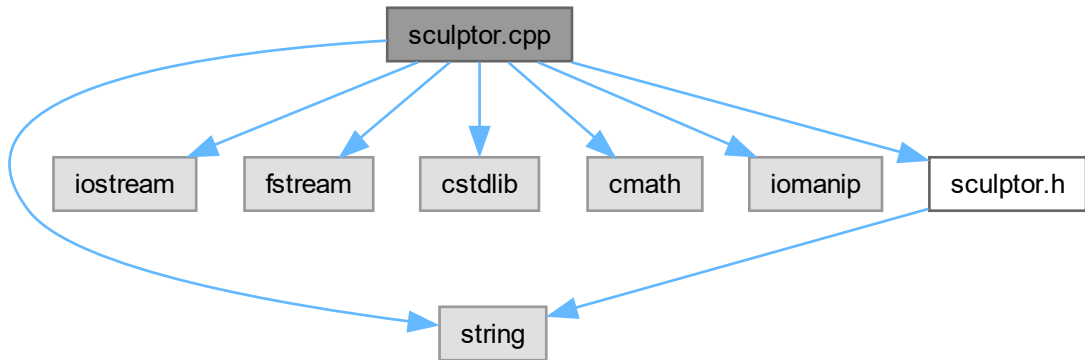 sculptor.cpp
iostream
fstream
cstdlib
cmath
iomanip
sculptor.h
string